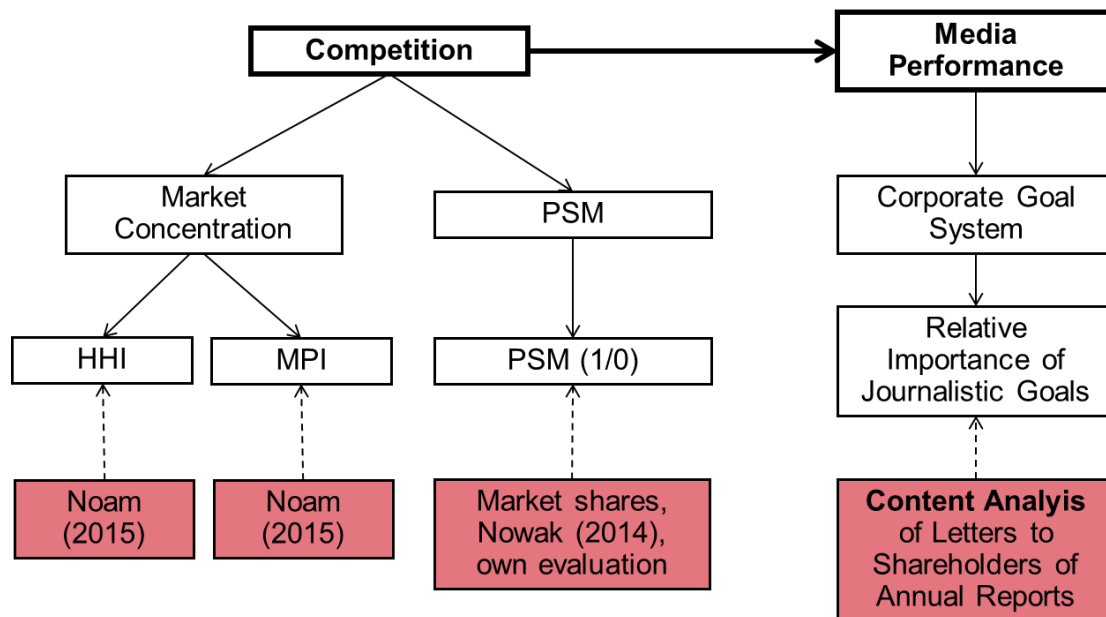 Competition
Media
Performance
Market
Concentration
PSM
Corporate Goal
System
HHI
MPI
PSM (1/0)
Relative
Importance of
Journalistic Goals
Noam
(2015)
Noam
(2015)
Market shares,
Nowak (2014),
own evaluation
Content Analyis
of Letters to
Shareholders of
Annual Reports